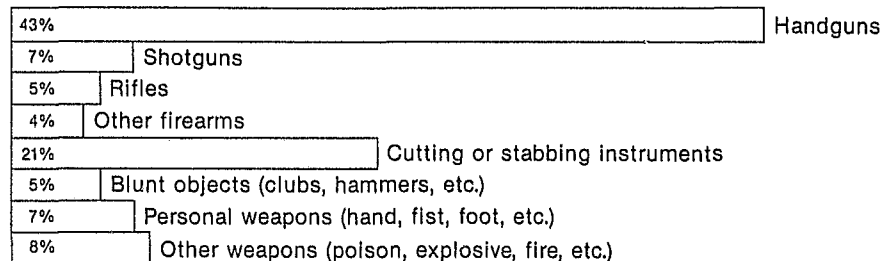 43% Handguns
7% Shotguns
5% Rifles
4% Other firearms
21% Cutting or stabbing instruments
5% Blunt objects (clubs, hammers, etc.)
7% Personal weapons (hand, fist, foot, etc.)
8% Other weapons (poison, explosive, fire, etc.)